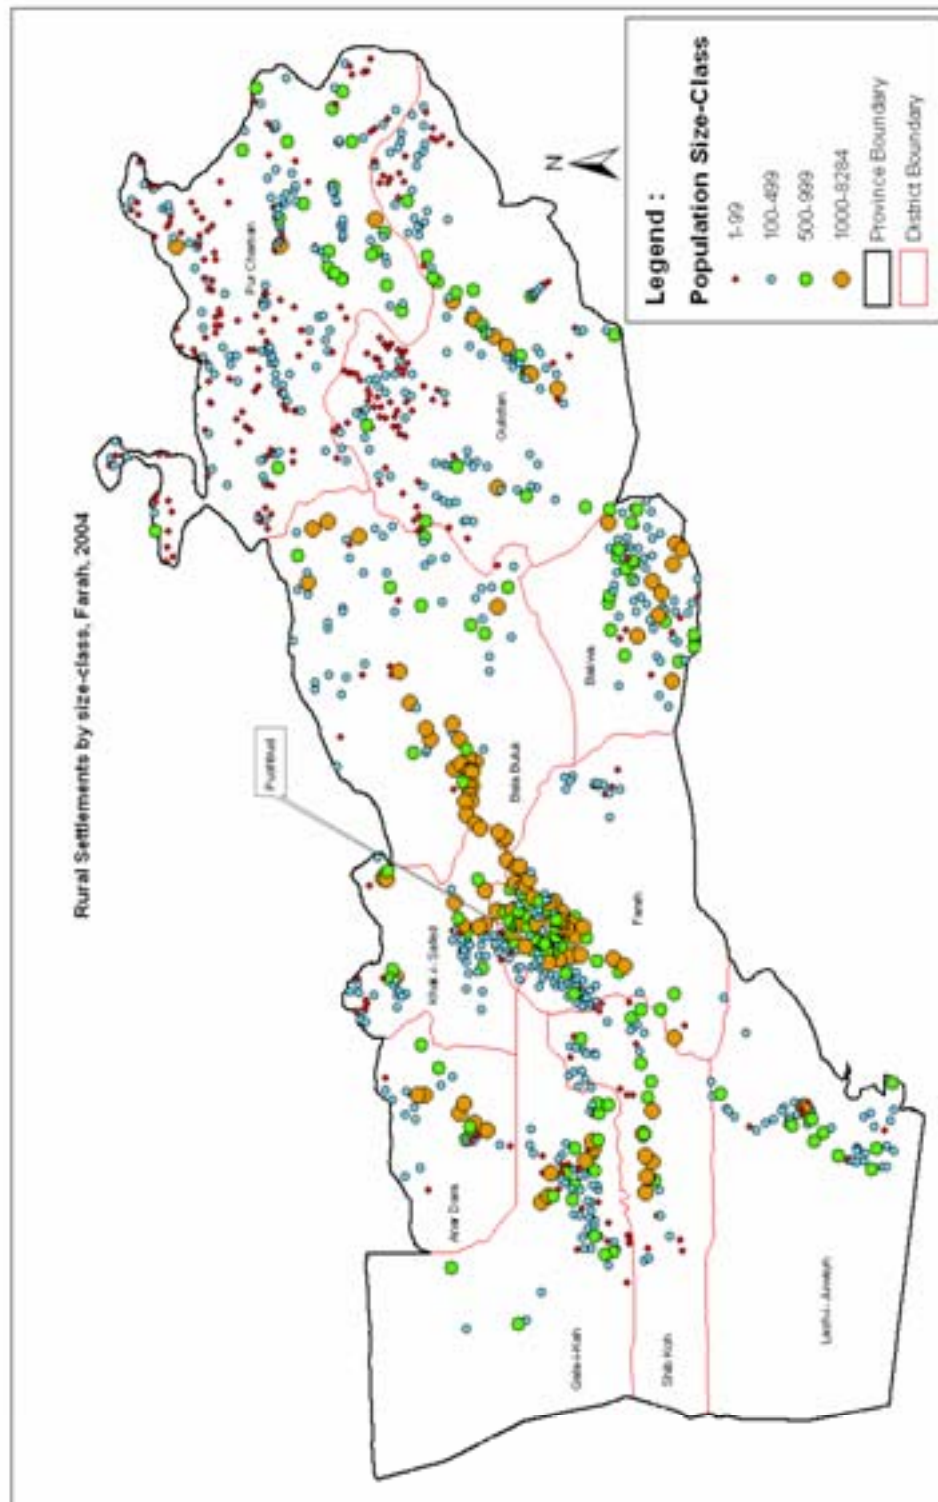 Rural Settlements by size-class, Farah, 2004
Pur Chaman
Gulistan
Bakwa
Bala Buluk
Pushtrud
Khak-i- Safed
Farah
Anar Dara
Qala-i-Kah
Shib Koh
Lash-i-Juwayn
N
Legend :
Population Size-Class
1-99
100-499
500-999
1000-8284
Province Boundary
District Boundary